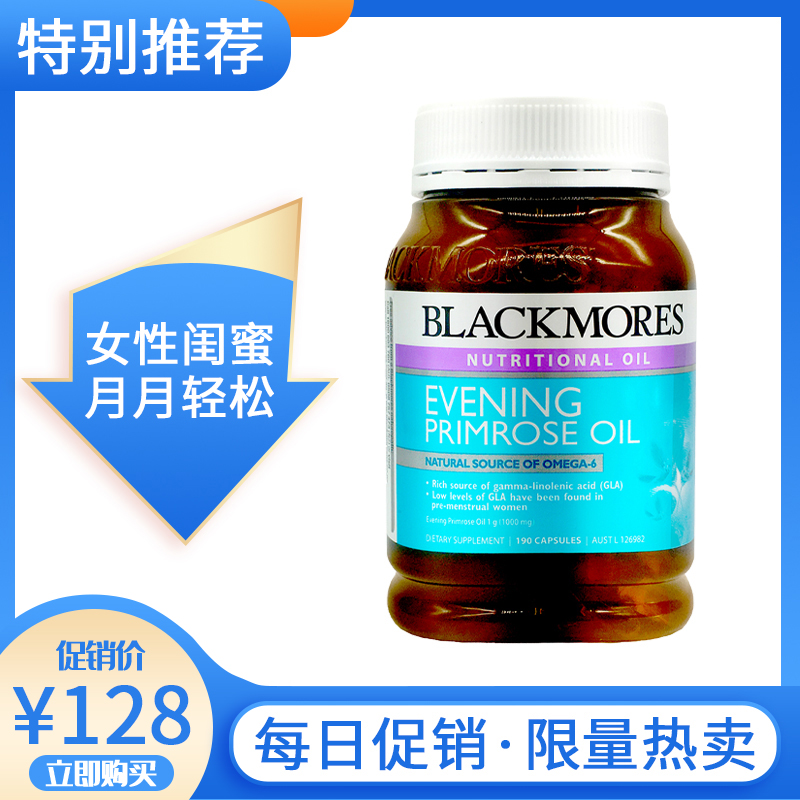 特别推荐
女性闺蜜
月月轻松
BLACKMORES
BLACKMORES
NUTRITIONAL OIL
EVENING
PRIMROSE OIL
NATURAL SOURCE OF OMEGA-6
• Rich source of gamma-linolenic acid (GLA)
• Low levels of GLA have been found in
pre-menstrual women
Evening Primrose Oil 1 g (1000 mg)
DIETARY SUPPLEMENT | 190 CAPSULES | AUST L 126982
促销价
¥128
立即购买
每日促销·限量热卖